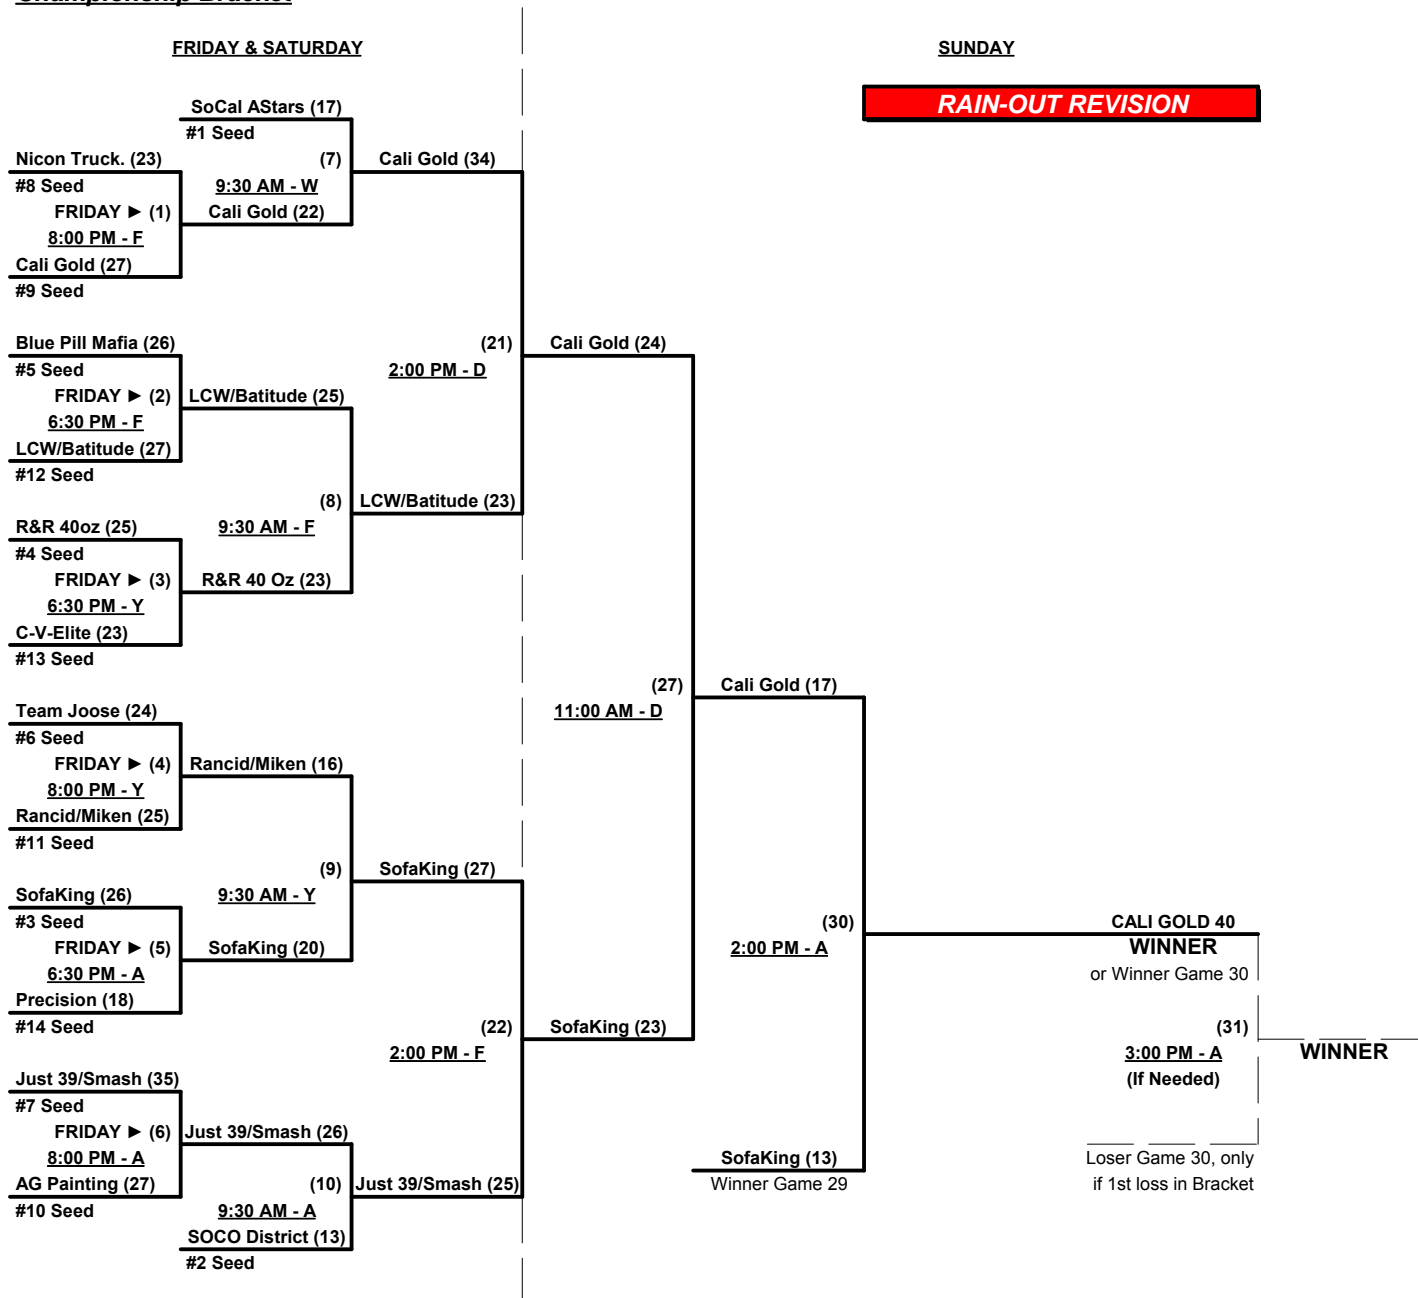 Championship Bracket
FRIDAY & SATURDAY
SUNDAY
RAIN-OUT REVISION
SoCal AStars (17)
#1 Seed
Nicon Truck. (23)
(7)
Cali Gold (34)
#8 Seed
9:30 AM - W
FRIDAY ► (1)
Cali Gold (22)
8:00 PM - F
Cali Gold (27)
#9 Seed
Blue Pill Mafia (26)
(21)
Cali Gold (24)
#5 Seed
2:00 PM - D
FRIDAY ► (2)
LCW/Batitude (25)
6:30 PM - F
LCW/Batitude (27)
#12 Seed
(8)
LCW/Batitude (23)
R&R 40oz (25)
9:30 AM - F
#4 Seed
FRIDAY ► (3)
R&R 40 Oz (23)
6:30 PM - Y
C-V-Elite (23)
#13 Seed
(27)
Cali Gold (17)
Team Joose (24)
11:00 AM - D
#6 Seed
FRIDAY ► (4)
Rancid/Miken (16)
8:00 PM - Y
Rancid/Miken (25)
#11 Seed
(9)
SofaKing (27)
SofaKing (26)
9:30 AM - Y
#3 Seed
(30)
CALI GOLD 40
FRIDAY ► (5)
SofaKing (20)
2:00 PM - A
WINNER
6:30 PM - A
or Winner Game 30
Precision (18)
#14 Seed
(22)
SofaKing (23)
(31)
2:00 PM - F
3:00 PM - A
WINNER
Just 39/Smash (35)
(If Needed)
#7 Seed
FRIDAY ► (6)
Just 39/Smash (26)
8:00 PM - A
SofaKing (13)
Loser Game 30, only
AG Painting (27)
(10)
Just 39/Smash (25)
Winner Game 29
if 1st loss in Bracket
#10 Seed
9:30 AM - A
SOCO District (13)
#2 Seed